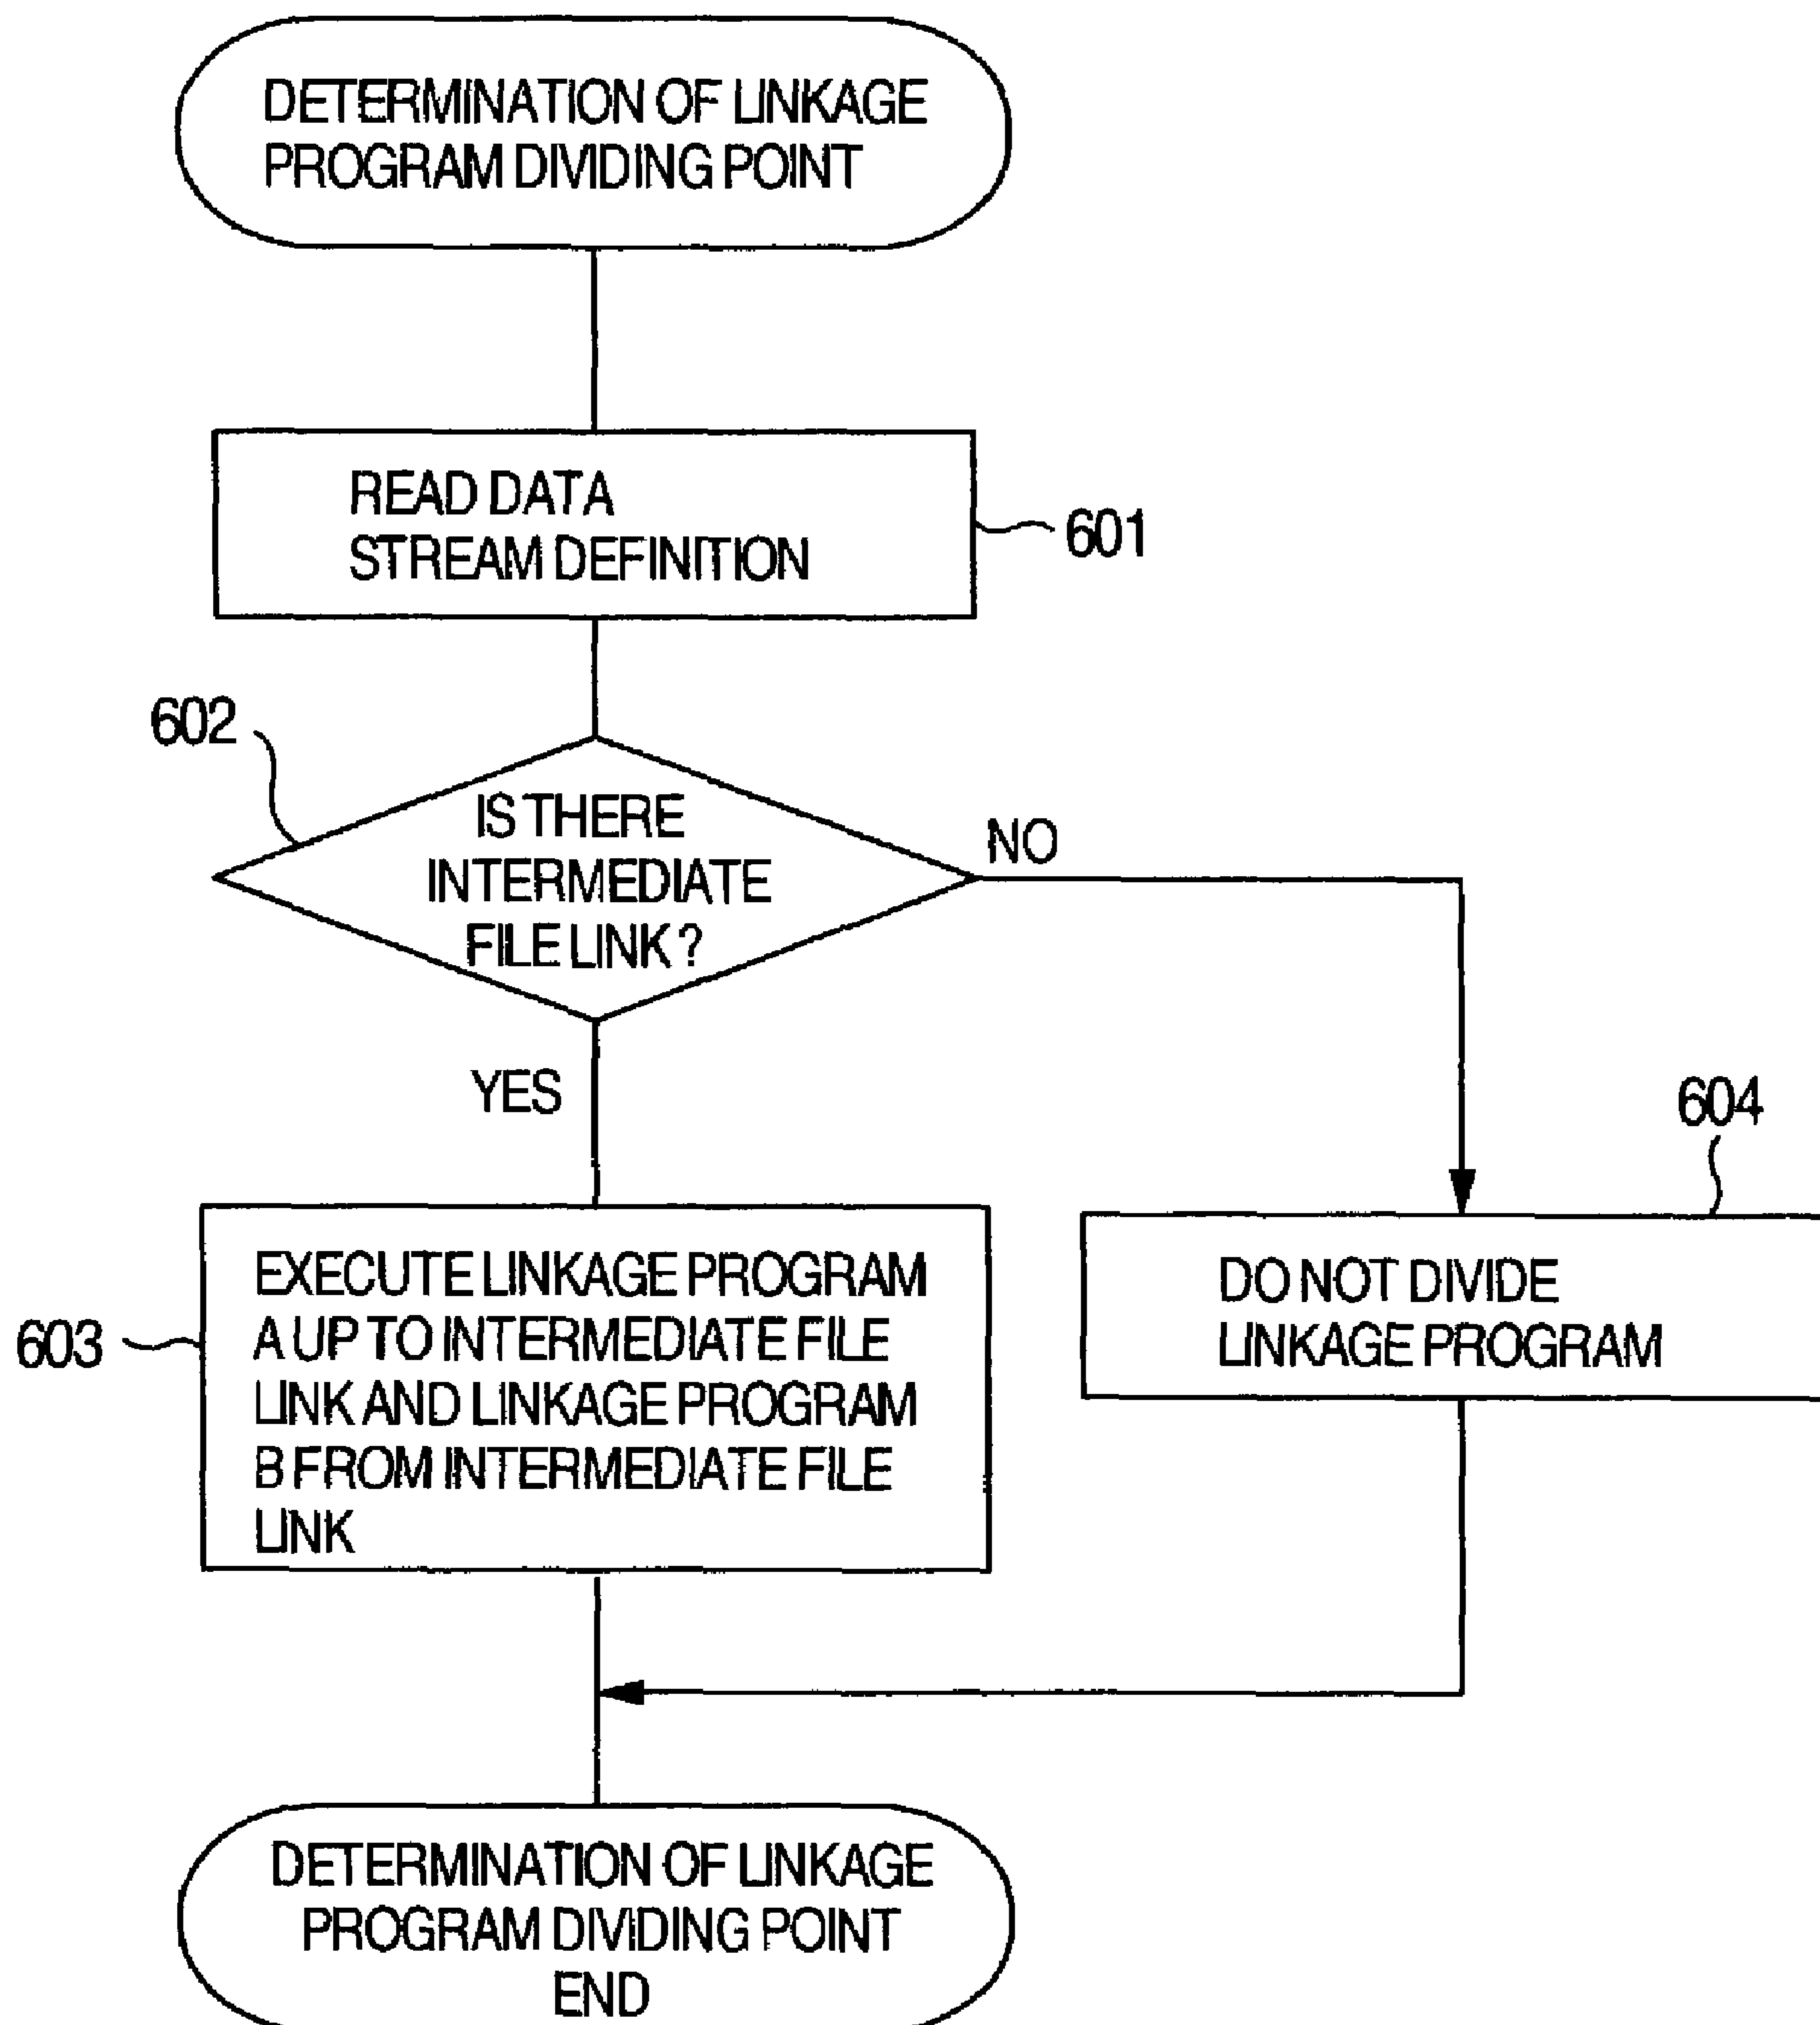 DETERMINATION OF LINKAGE
PROGRAM DIVIDING POINT
READ DATA
STREAM DEFINITION
601
602
IS THERE
INTERMEDIATE
FILE LINK?
NO
YES
604
603
EXECUTE LINKAGE PROGRAM
A UP TO INTERMEDIATE FILE
LINK AND LINKAGE PROGRAM
B FROM INTERMEDIATE FILE
LINK
DO NOT DIVIDE
LINKAGE PROGRAM
DETERMINATION OF LINKAGE
PROGRAM DIVIDING POINT
END